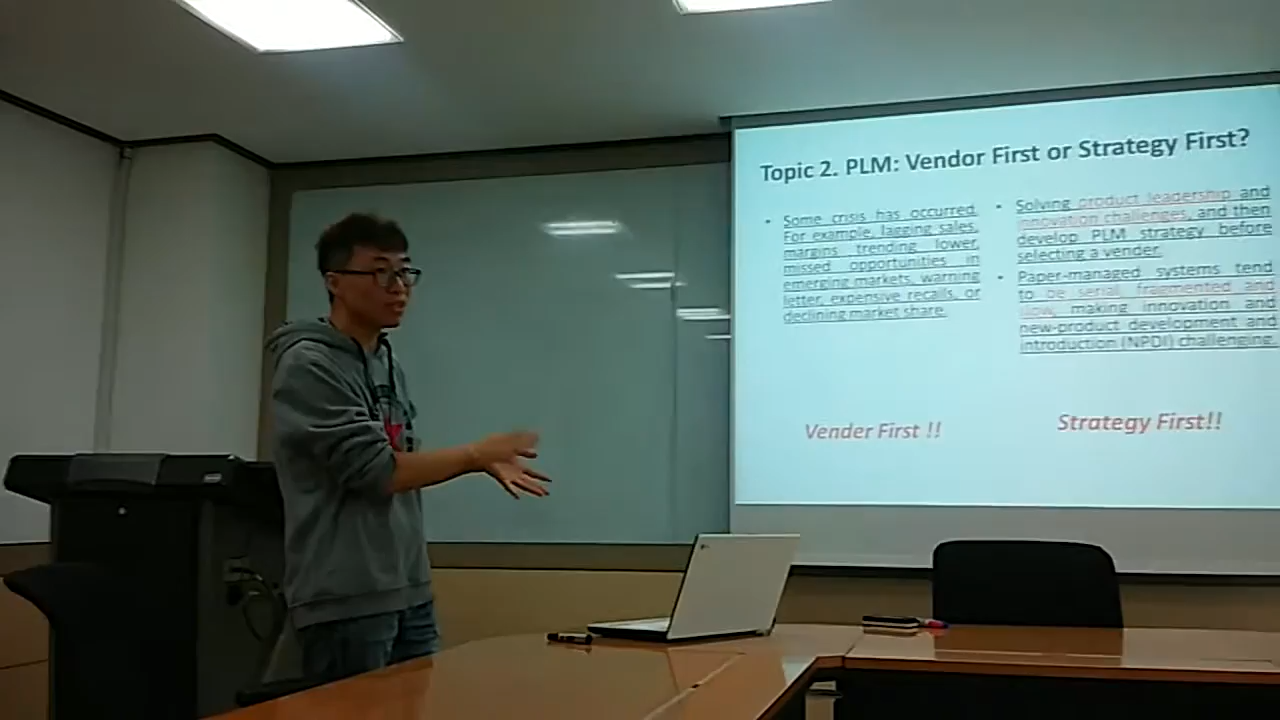 Topic 2. PLM: Vendor First or Strategy First?
• Some crisis has occurred.
For example, lagging sales,
margins trending lower,
missed opportunities in
emerging markets, warning
letter, expensive recalls, or
declining market share.
Vender First !!
• Solving product leadership and
innovation challenges, and then
develop PLM strategy before
selecting a vender.
• Paper-managed systems tend
to be serial, fragmented and
slow, making innovation and
new-product development and
introduction (NPDI) challenging.
Strategy First!!